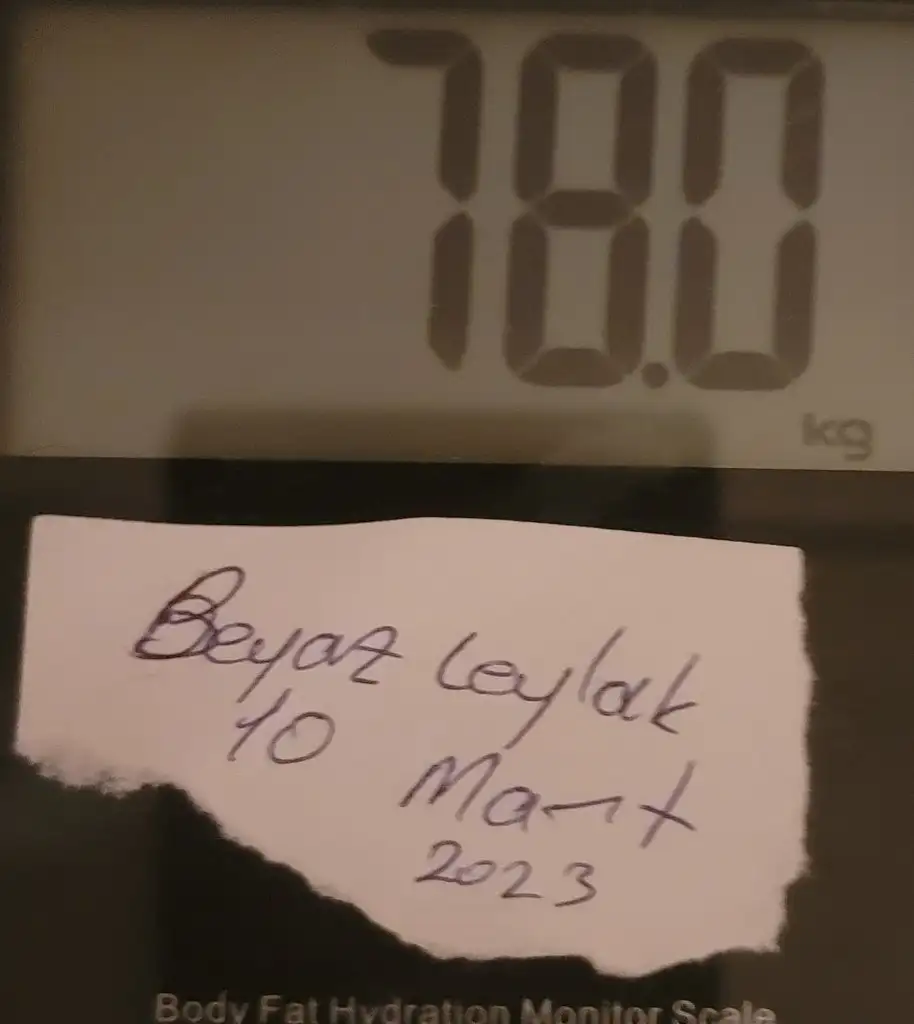 78.0
kg
Beyaz Leylak
10 Mart
2023
Body Fat Hydration Monitor Scale